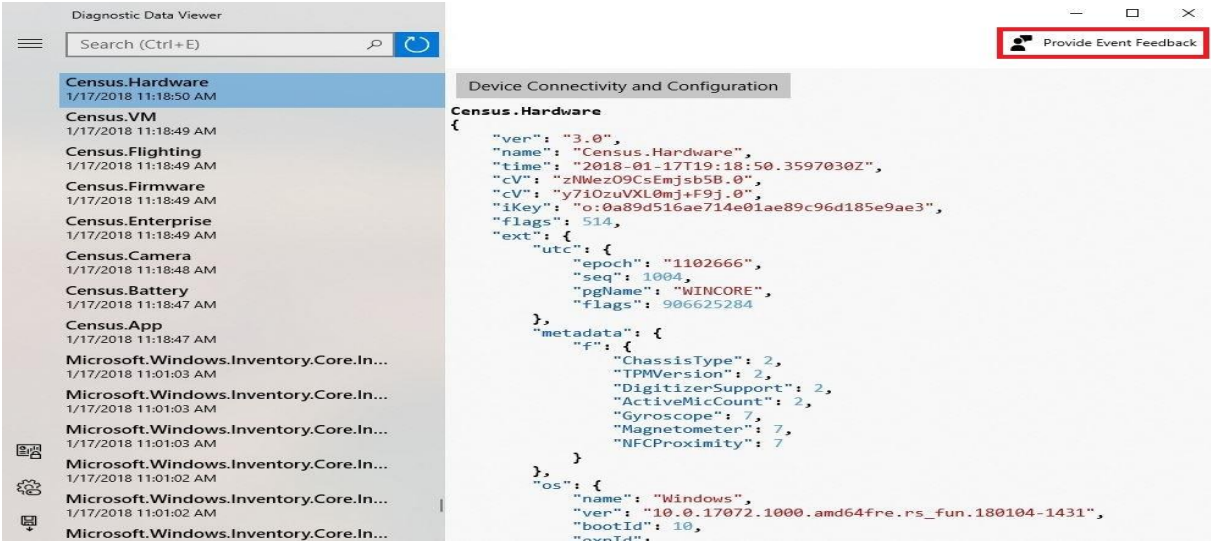 Diagnostic Data Viewer
Search (Ctrl+E)
Provide Event Feedback
Census.Hardware
1/17/2018 11:18:50 AM
Census.VM
1/17/2018 11:18:49 AM
Census.Flighting
1/17/2018 11:18:49 AM
Census.Firmware
1/17/2018 11:18:49 AM
Census.Enterprise
1/17/2018 11:18:49 AM
Census.Camera
1/17/2018 11:18:48 AM
Census.Battery
1/17/2018 11:18:47 AM
Census.App
1/17/2018 11:18:47 AM
Microsoft.Windows.Inventory.Core.In...
1/17/2018 11:01:03 AM
Microsoft.Windows.Inventory.Core.In...
1/17/2018 11:01:03 AM
Microsoft.Windows.Inventory.Core.In...
1/17/2018 11:01:03 AM
Microsoft.Windows.Inventory.Core.In...
1/17/2018 11:01:02 AM
Microsoft.Windows.Inventory.Core.In...
1/17/2018 11:01:02 AM
Microsoft.Windows.Inventory.Core.In...
Device Connectivity and Configuration
Census.Hardware
{
"ver": "3.0",
"name": "Census.Hardware",
"time": "2018-01-17T19:18:50.3597030Z",
"cV": "zNWezO9CsEmjsb5B.0",
"cV": "y7iOzuVXL0mj+F9j.0",
"iKey": "o:0a89d516ae714e01ae89c96d185e9ae3",
"flags": 514,
"ext": {
"utc": {
"epoch": "1102666",
"seq": 1004,
"pgName": "WINCORE",
"flags": 906625284
},
"metadata": {
"f": {
"ChassisType": 2,
"TPMVersion": 2,
"DigitizerSupport": 2,
"ActiveMicCount": 2,
"Gyroscope": 7,
"Magnetometer": 7,
"NFCProximity": 7
}
},
"os": {
"name": "Windows",
"ver": "10.0.17072.1000.amd64fre.rs_fun.180104-1431",
"bootId": 10,